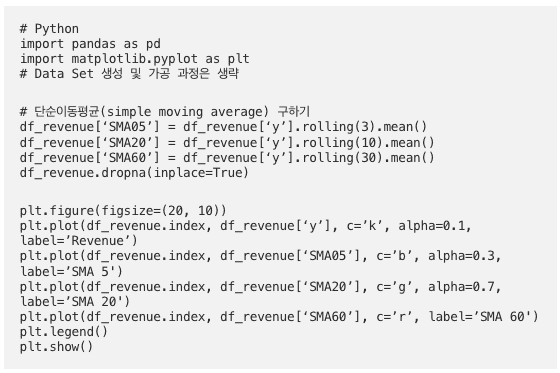 # Python
import pandas as pd
import matplotlib.pyplot as plt
# Data Set 생성 및 가공 과정은 생략
# 단순이동평균(simple moving average) 구하기
df_revenue[‘SMA05’] = df_revenue[‘y’].rolling(3).mean()
df_revenue[‘SMA20’] = df_revenue[‘y’].rolling(10).mean()
df_revenue[‘SMA60’] = df_revenue[‘y’].rolling(30).mean()
df_revenue.dropna(inplace=True)
plt.figure(figsize=(20, 10))
plt.plot(df_revenue.index, df_revenue[‘y’], c=’k’, alpha=0.1,
label=’Revenue’)
plt.plot(df_revenue.index, df_revenue[‘SMA05’], c=’b’, alpha=0.3,
label=’SMA 5')
plt.plot(df_revenue.index, df_revenue[‘SMA20’], c=’g’, alpha=0.7,
label=’SMA 20')
plt.plot(df_revenue.index, df_revenue[‘SMA60’], c=’r’, label=’SMA 60')
plt.legend()
plt.show()